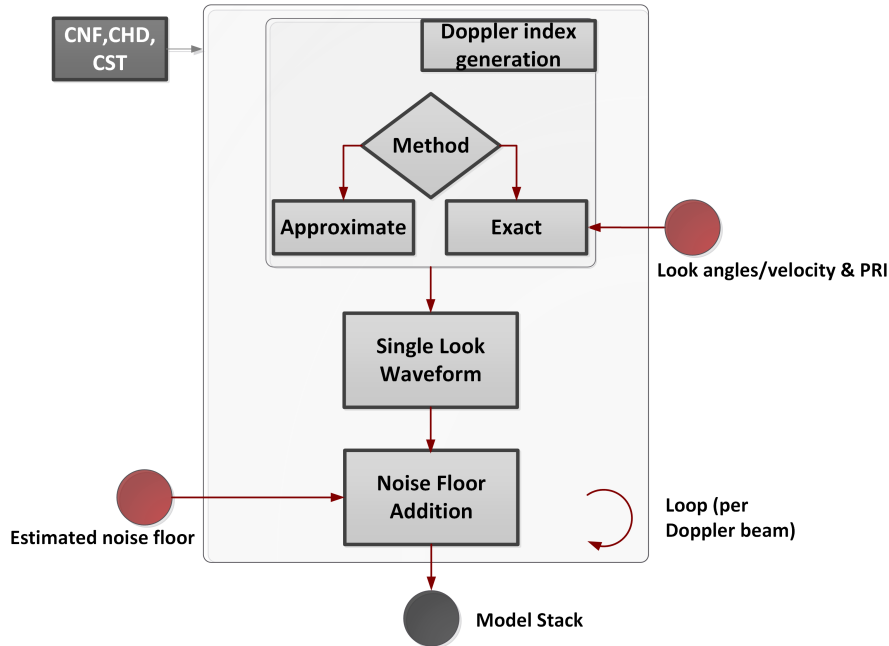 CNF,CHD,
CST
Doppler index
generation
Method
Approximate
Exact
Look angles/velocity & PRI
Single Look
Waveform
Noise Floor
Addition
Estimated noise floor
Loop (per
Doppler beam)
Model Stack